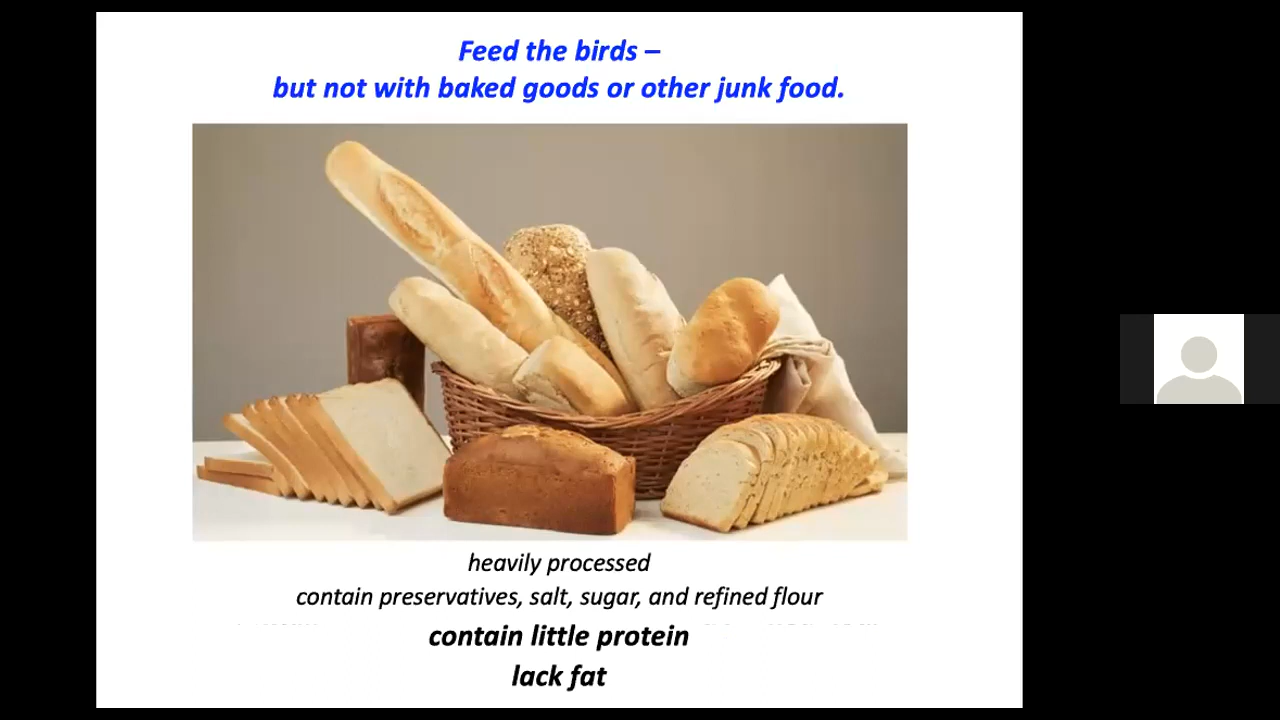 Feed the birds –
but not with baked goods or other junk food.
heavily processed
contain preservatives, salt, sugar, and refined flour
contain little protein
lack fat